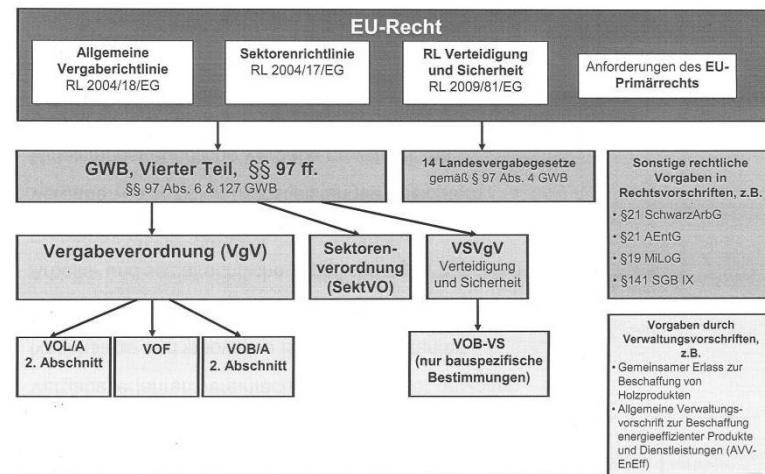 EU-Recht
Allgemeine
Vergaberichtlinie
RL 2004/18/EG
Sektorenrichtlinie
RL 2004/17/EG
RL Verteidigung
und Sicherheit
RL 2009/81/EG
Anforderungen des EU-
Primärrechts
GWB, Vierter Teil, §§ 97 ff.
§§ 97 Abs. 6 & 127 GWB
14 Landesvergabegesetze
gemäß § 97 Abs. 4 GWB
Sonstige rechtliche
Vorgaben in
Rechtsvorschriften, z.B.
• §21 SchwarzArbG
• §21 AEntG
• §19 MiLoG
• §141 SGB IX
Vergabeverordnung (VgV)
Sektoren-
verordnung
(SektVO)
VSVgV
Verteidigung
und Sicherheit
VOL/A
2. Abschnitt
VOF
VOB/A
2. Abschnitt
VOB-VS
(nur bauspezifische
Bestimmungen)
Vorgaben durch
Verwaltungsvorschriften,
z.B.
• Gemeinsamer Erlass zur
Beschaffung von
Holzprodukten
• Allgemeine Verwaltungs-
vorschrift zur Beschaffung
energieeffizienter Produkte
und Dienstleistungen (AVV-
EnEff)